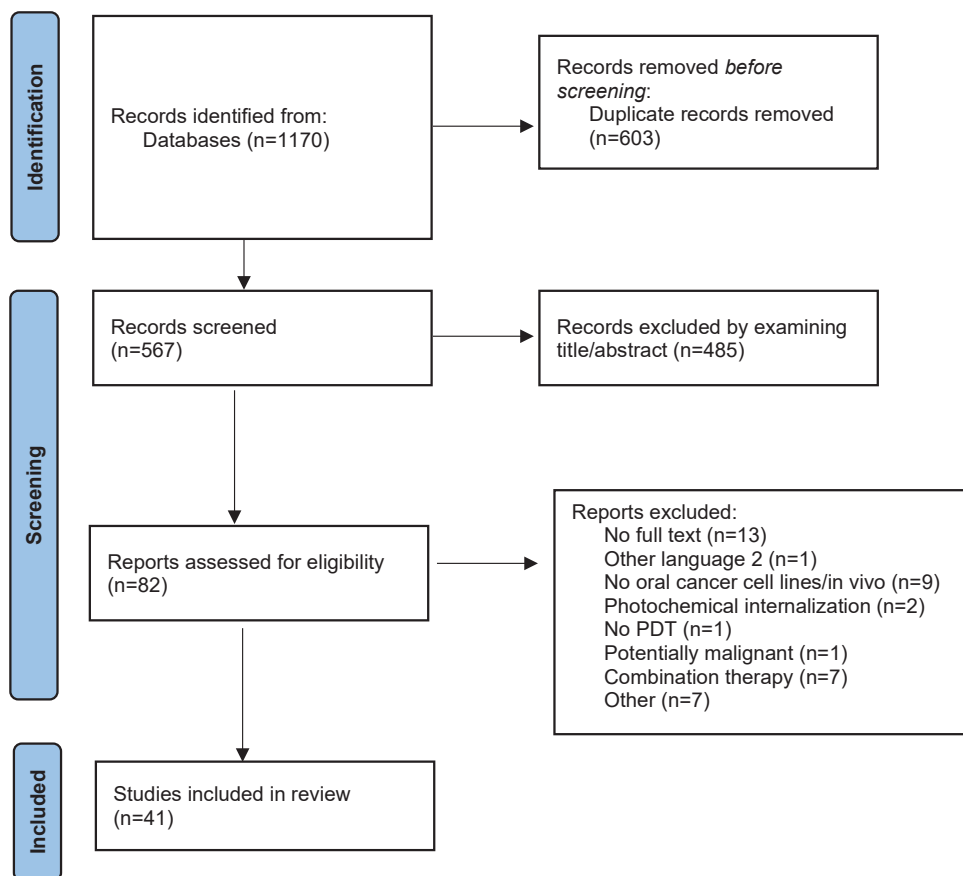 Identification
Records identified from:
Databases (n=1170)
Records removed before
screening:
Duplicate records removed
(n=603)
Screening
Records screened
(n=567)
Records excluded by examining
title/abstract (n=485)
Reports assessed for eligibility
(n=82)
Reports excluded:
No full text (n=13)
Other language 2 (n=1)
No oral cancer cell lines/in vivo (n=9)
Photochemical internalization (n=2)
No PDT (n=1)
Potentially malignant (n=1)
Combination therapy (n=7)
Other (n=7)
Included
Studies included in review
(n=41)